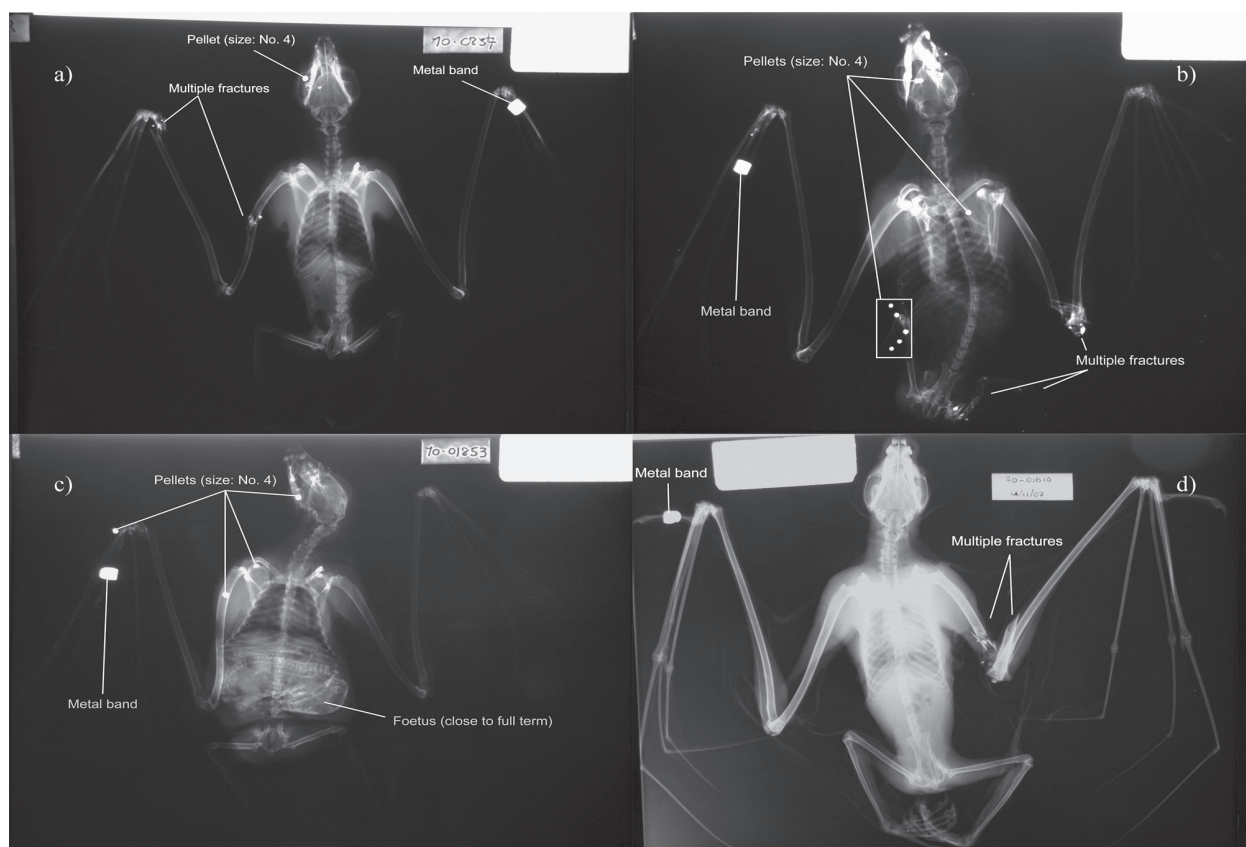 a)
Pellet (size: No. 4)
70.0237
Metal band
Multiple fractures
b)
Pellets (size: No. 4)
Metal band
Multiple fractures
c)
Pellets (size: No. 4)
70.01853
Metal band
Foetus (close to full term)
d)
Metal band
Multiple fractures